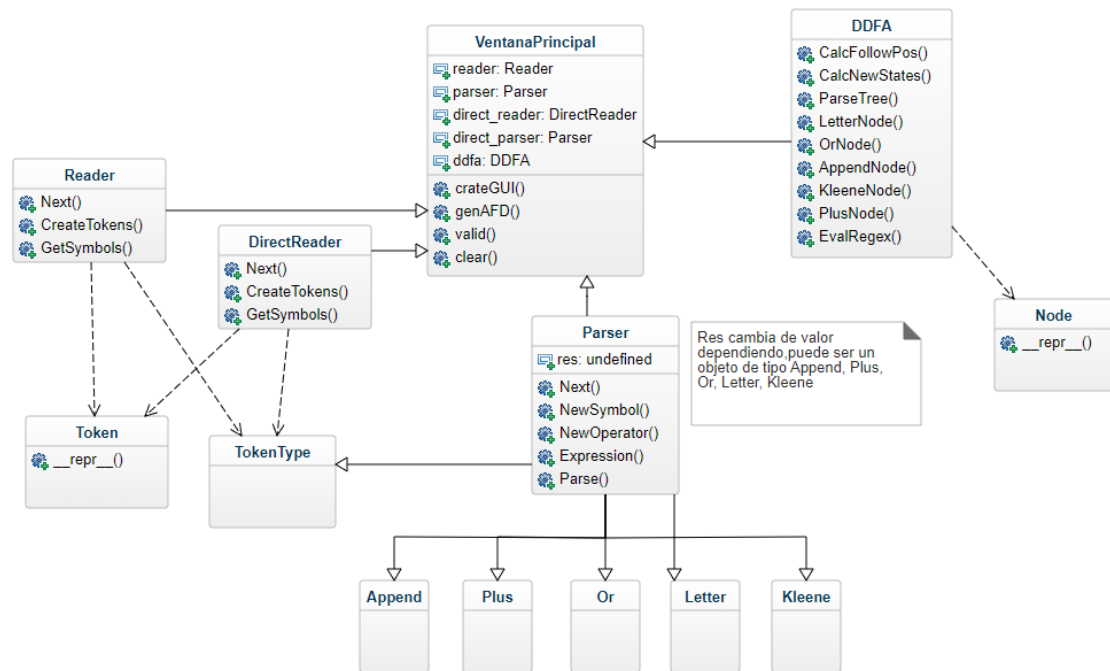 VentanaPrincipal
reader: Reader
parser: Parser
direct_reader: DirectReader
direct_parser: Parser
ddfa: DDFA
crateGUI()
genAFD()
valid()
clear()
DDFA
CalcFollowPos()
CalcNewStates()
ParseTree()
LetterNode()
OrNode()
AppendNode()
KleeneNode()
PlusNode()
EvalRegex()
Reader
Next()
CreateTokens()
GetSymbols()
DirectReader
Next()
CreateTokens()
GetSymbols()
Parser
res: undefined
Next()
NewSymbol()
NewOperator()
Expression()
Parse()
Res cambia de valor
dependiendo,puede ser un
objeto de tipo Append, Plus,
Or, Letter, Kleene
Node
__repr__()
Token
__repr__()
TokenType
Append
Plus
Or
Letter
Kleene